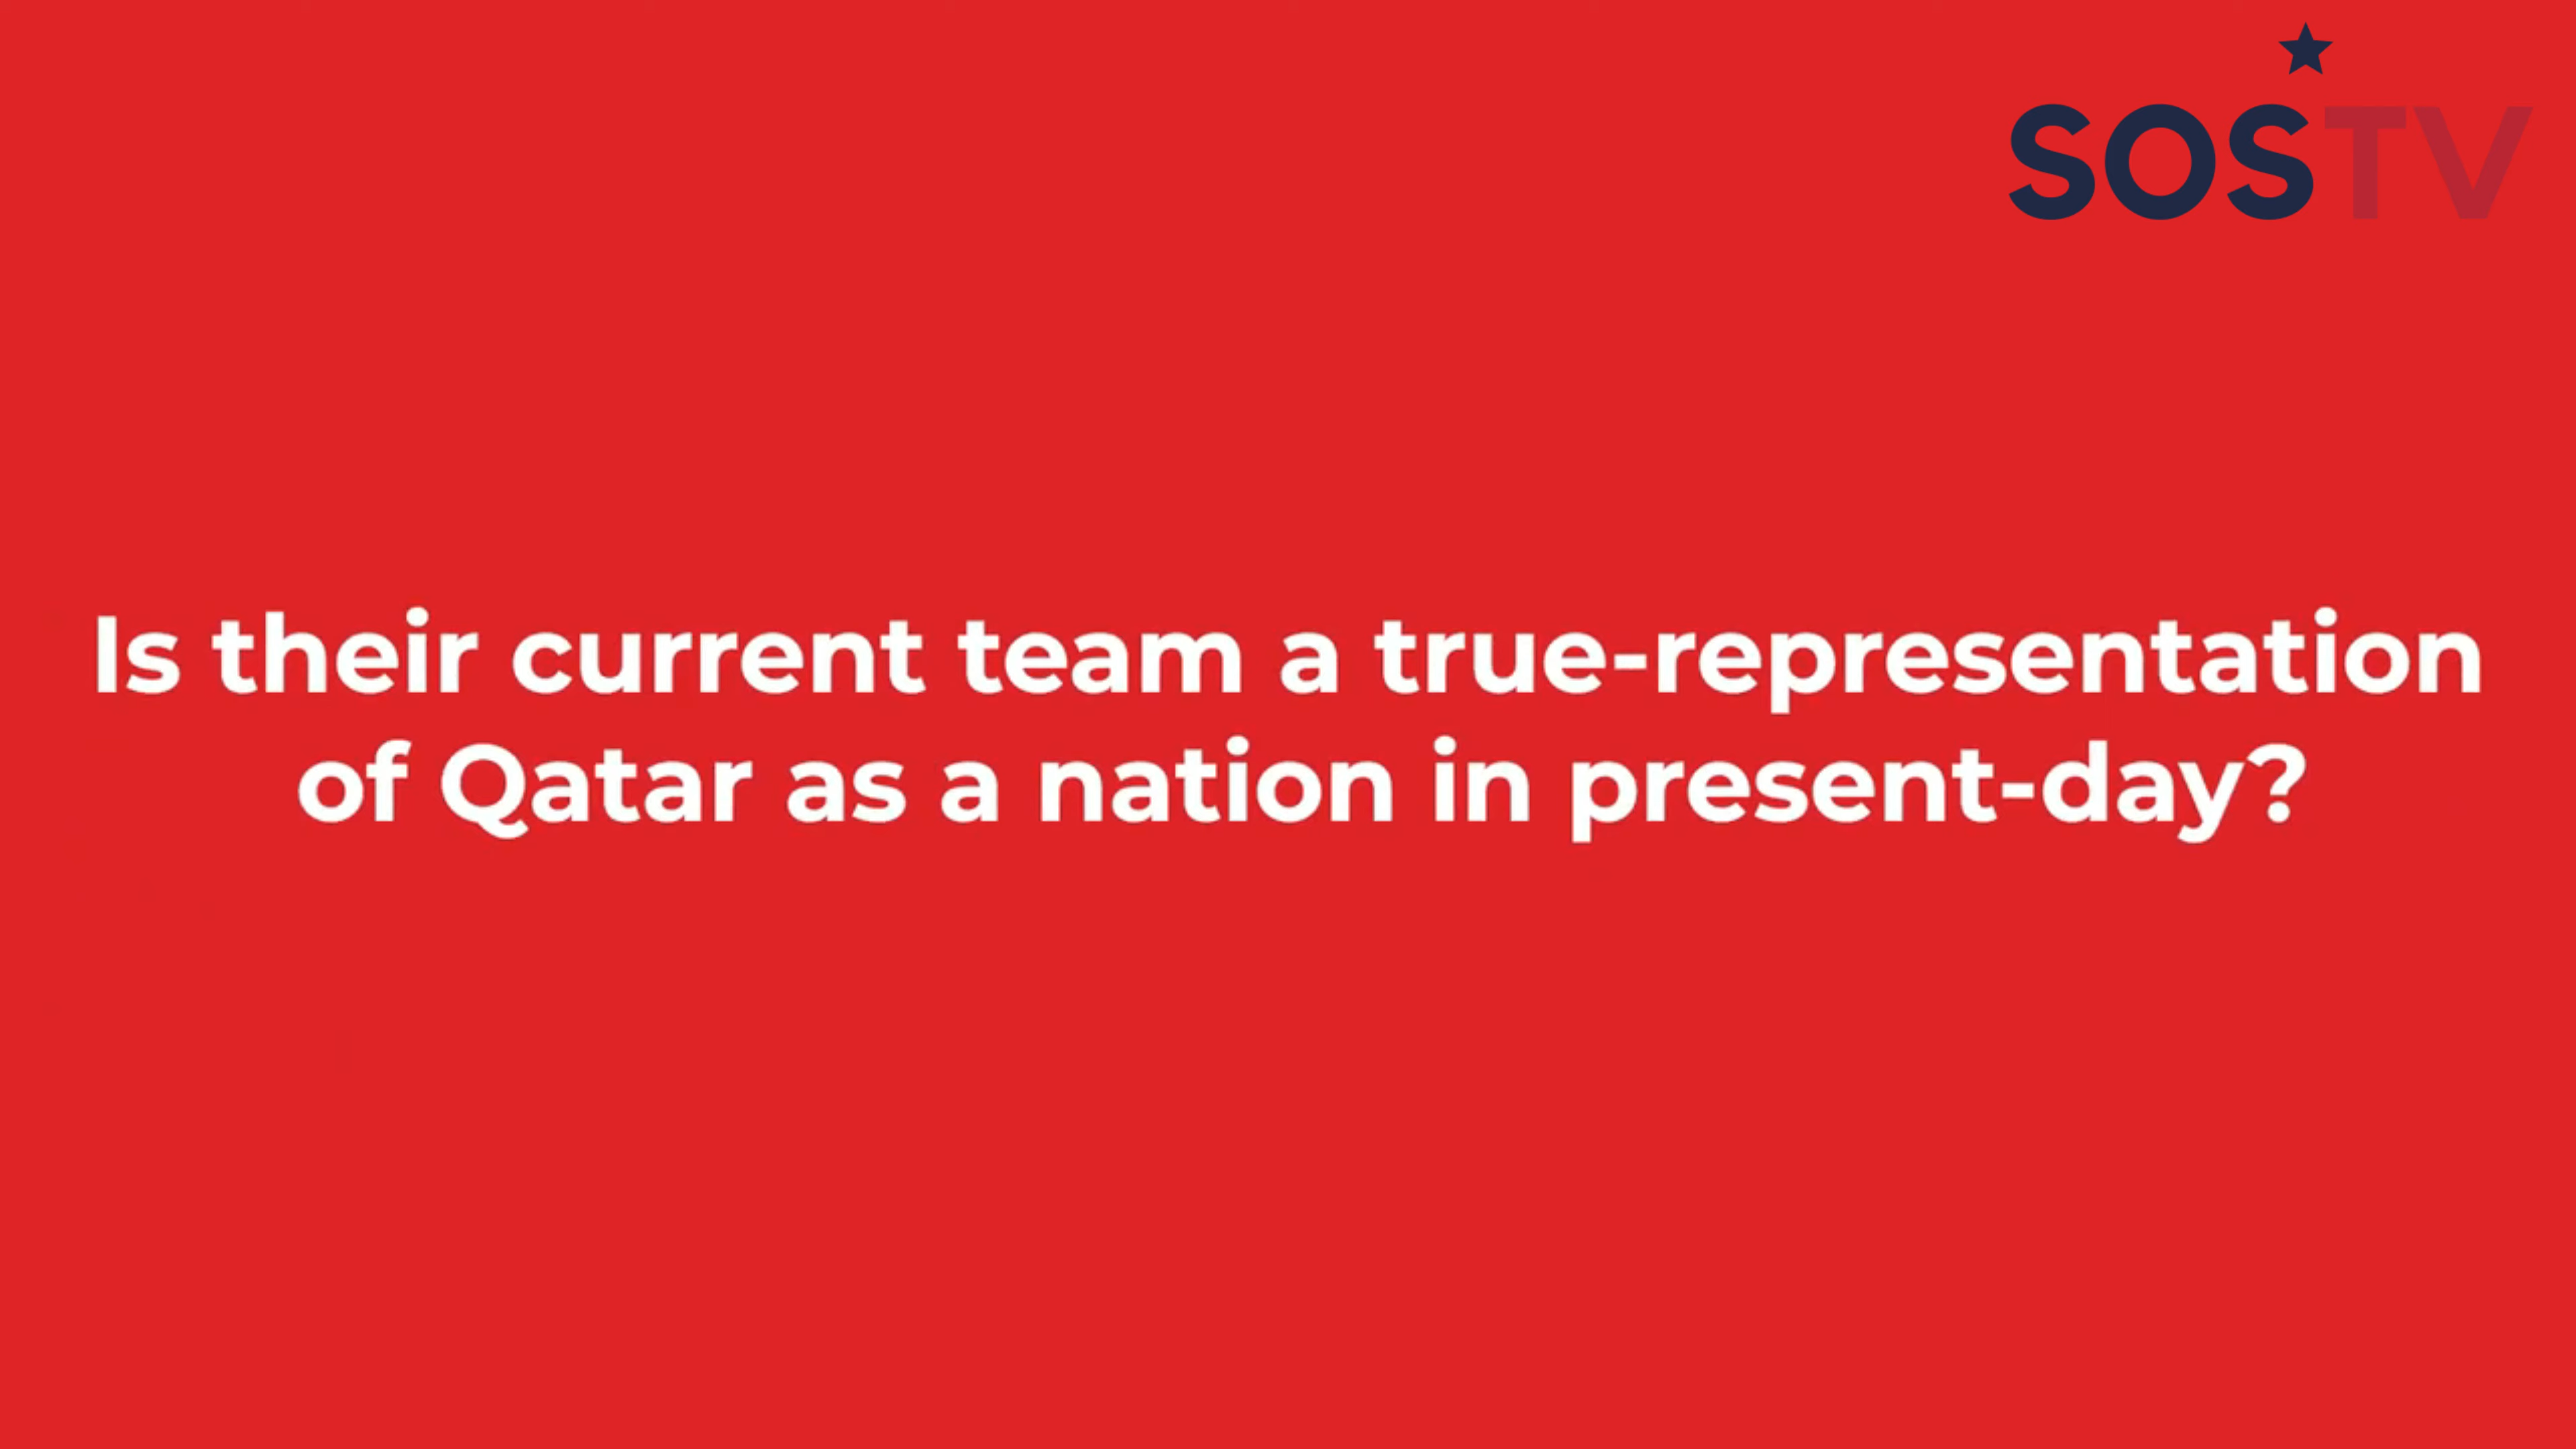 SOSTV
Is their current team a true-representation
of Qatar as a nation in present-day?